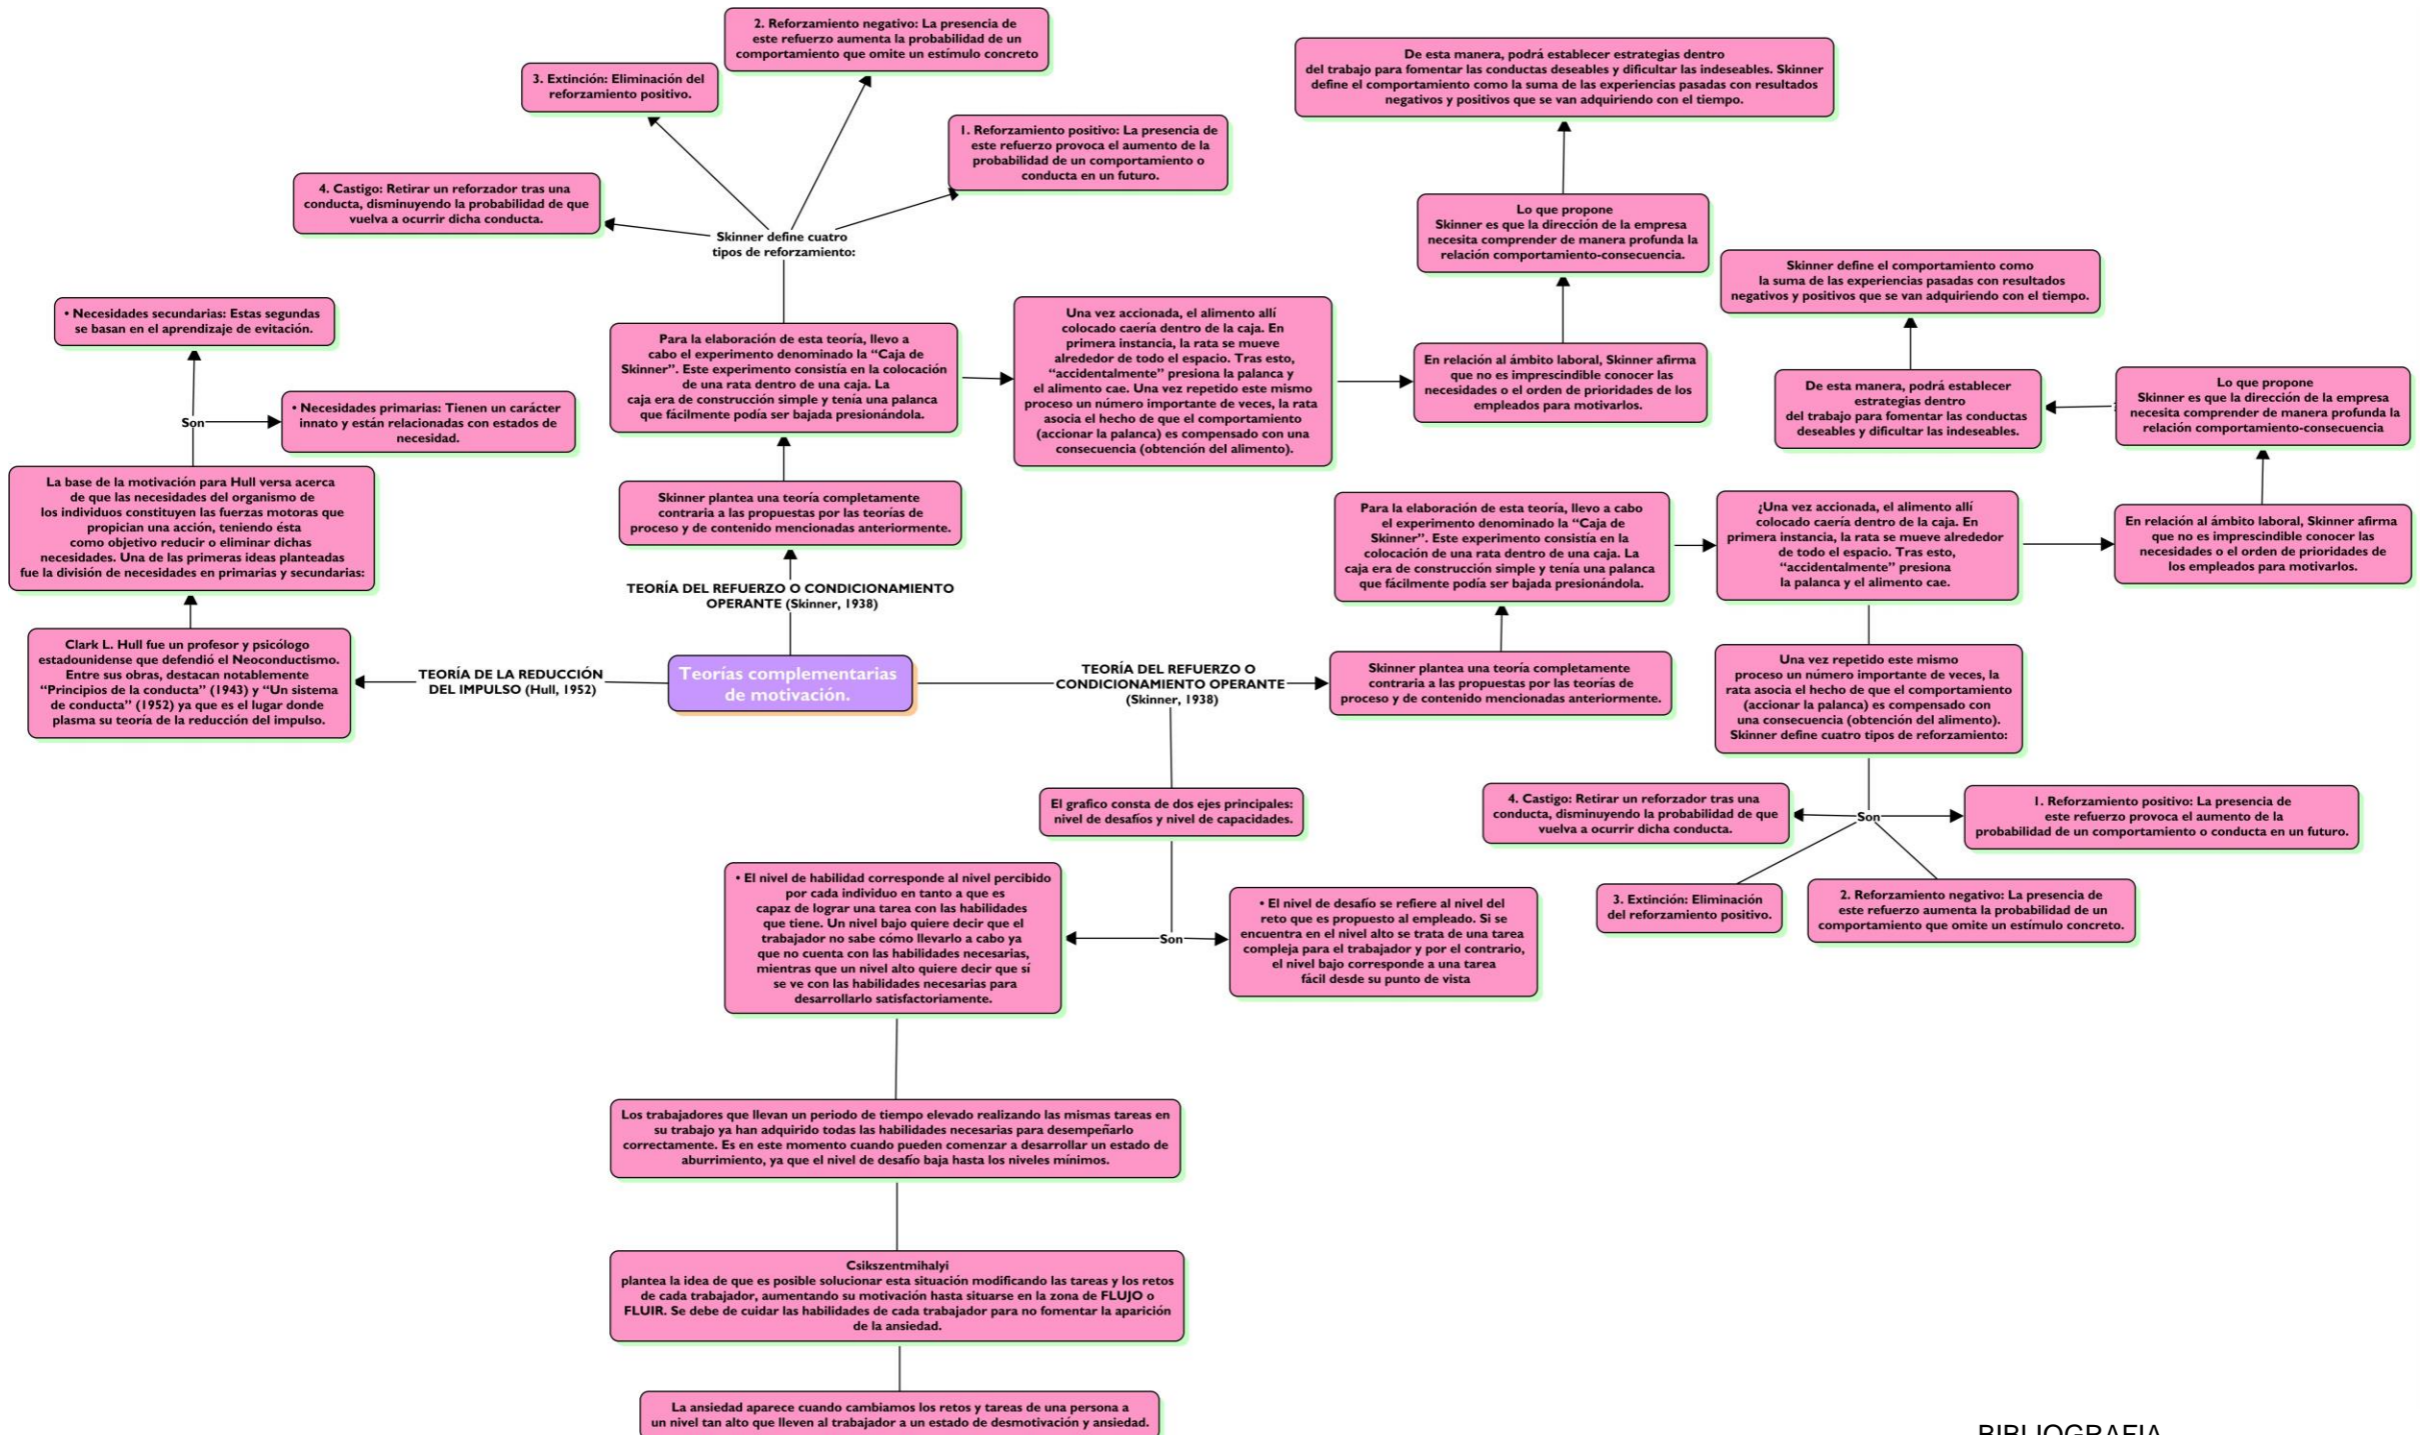 2. Reforzamiento negativo: La presencia de
este refuerzo aumenta la probabilidad de un
comportamiento que omite un estímulo concreto
3. Extinción: Eliminación del
reforzamiento positivo.
1. Reforzamiento positivo: La presencia de
este refuerzo provoca el aumento de la
probabilidad de un comportamiento o
conducta en un futuro.
4. Castigo: Retirar un reforzador tras una
conducta, disminuyendo la probabilidad de que
vuelva a ocurrir dicha conducta.
Skinner define cuatro
tipos de reforzamiento:
De esta manera, podrá establecer estrategias dentro
del trabajo para fomentar las conductas deseables y dificultar las indeseables. Skinner
define el comportamiento como la suma de las experiencias pasadas con resultados
negativos y positivos que se van adquiriendo con el tiempo.
Lo que propone
Skinner es que la dirección de la empresa
necesita comprender de manera profunda la
relación comportamiento-consecuencia.
Skinner define el comportamiento como
la suma de las experiencias pasadas con resultados
negativos y positivos que se van adquiriendo con el tiempo.
• Necesidades secundarias: Estas segundas
se basan en el aprendizaje de evitación.
Son
• Necesidades primarias: Tienen un carácter
innato y están relacionadas con estados de
necesidad.
Para la elaboración de esta teoría, llevo a
cabo el experimento denominado la “Caja de
Skinner”. Este experimento consistía en la colocación
de una rata dentro de una caja. La
caja era de construcción simple y tenía una palanca
que fácilmente podía ser bajada presionándola.
Una vez accionada, el alimento allí
colocado caería dentro de la caja. En
primera instancia, la rata se mueve
alrededor de todo el espacio. Tras esto,
“accidentalmente” presiona la palanca y
el alimento cae. Una vez repetido este mismo
proceso un número importante de veces, la rata
asocia el hecho de que el comportamiento
(accionar la palanca) es compensado con una
consecuencia (obtención del alimento).
En relación al ámbito laboral, Skinner afirma
que no es imprescindible conocer las
necesidades o el orden de prioridades de los
empleados para motivarlos.
De esta manera, podrá establecer
estrategias dentro
del trabajo para fomentar las conductas
deseables y dificultar las indeseables.
Lo que propone
Skinner es que la dirección de la empresa
necesita comprender de manera profunda la
relación comportamiento-consecuencia
La base de la motivación para Hull versa acerca
de que las necesidades del organismo de
los individuos constituyen las fuerzas motoras que
propician una acción, teniendo ésta
como objetivo reducir o eliminar dichas
necesidades. Una de las primeras ideas planteadas
fue la división de necesidades en primarias y secundarias:
Skinner plantea una teoría completamente
contraria a las propuestas por las teorías de
proceso y de contenido mencionadas anteriormente.
Para la elaboración de esta teoría, llevo a cabo
el experimento denominado la “Caja de
Skinner”. Este experimento consistía en la
colocación de una rata dentro de una caja. La
caja era de construcción simple y tenía una palanca
que fácilmente podía ser bajada presionándola.
¿Una vez accionada, el alimento allí
colocado caería dentro de la caja. En
primera instancia, la rata se mueve alrededor
de todo el espacio. Tras esto,
“accidentalmente” presiona
la palanca y el alimento cae.
En relación al ámbito laboral, Skinner afirma
que no es imprescindible conocer las
necesidades o el orden de prioridades de
los empleados para motivarlos.
TEORÍA DEL REFUERZO O CONDICIONAMIENTO
OPERANTE (Skinner, 1938)
Clark L. Hull fue un profesor y psicólogo
estadounidense que defendió el Neoconductismo.
Entre sus obras, destacan notablemente
“Principios de la conducta” (1943) y “Un sistema
de conducta” (1952) ya que es el lugar donde
plasma su teoría de la reducción del impulso.
TEORÍA DE LA REDUCCIÓN
DEL IMPULSO (Hull, 1952)
Teorías complementarias
de motivación.
TEORÍA DEL REFUERZO O
CONDICIONAMIENTO OPERANTE
(Skinner, 1938)
Skinner plantea una teoría completamente
contraria a las propuestas por las teorías de
proceso y de contenido mencionadas anteriormente.
Una vez repetido este mismo
proceso un número importante de veces, la
rata asocia el hecho de que el comportamiento
(accionar la palanca) es compensado con
una consecuencia (obtención del alimento).
Skinner define cuatro tipos de reforzamiento:
El grafico consta de dos ejes principales:
nivel de desafíos y nivel de capacidades.
4. Castigo: Retirar un reforzador tras una
conducta, disminuyendo la probabilidad de que
vuelva a ocurrir dicha conducta.
Son
1. Reforzamiento positivo: La presencia de
este refuerzo provoca el aumento de la
probabilidad de un comportamiento o conducta en un futuro.
3. Extinción: Eliminación
del reforzamiento positivo.
2. Reforzamiento negativo: La presencia de
este refuerzo aumenta la probabilidad de un
comportamiento que omite un estímulo concreto.
• El nivel de habilidad corresponde al nivel percibido
por cada individuo en tanto a que es
capaz de lograr una tarea con las habilidades
que tiene. Un nivel bajo quiere decir que el
trabajador no sabe cómo llevarlo a cabo ya
que no cuenta con las habilidades necesarias,
mientras que un nivel alto quiere decir que sí
se ve con las habilidades necesarias para
desarrollarlo satisfactoriamente.
Son
• El nivel de desafío se refiere al nivel del
reto que es propuesto al empleado. Si se
encuentra en el nivel alto se trata de una tarea
compleja para el trabajador y por el contrario,
el nivel bajo corresponde a una tarea
fácil desde su punto de vista
Los trabajadores que llevan un periodo de tiempo elevado realizando las mismas tareas en
su trabajo ya han adquirido todas las habilidades necesarias para desempeñarlo
correctamente. Es en este momento cuando pueden comenzar a desarrollar un estado de
aburrimiento, ya que el nivel de desafío baja hasta los niveles mínimos.
Csikszentmihalyi
plantea la idea de que es posible solucionar esta situación modificando las tareas y los retos
de cada trabajador, aumentando su motivación hasta situarse en la zona de FLUJO o
FLUIR. Se debe de cuidar las habilidades de cada trabajador para no fomentar la aparición
de la ansiedad.
La ansiedad aparece cuando cambiamos los retos y tareas de una persona a
un nivel tan alto que lleven al trabajador a un estado de desmotivación y ansiedad.
BIBLIOGRAFIA